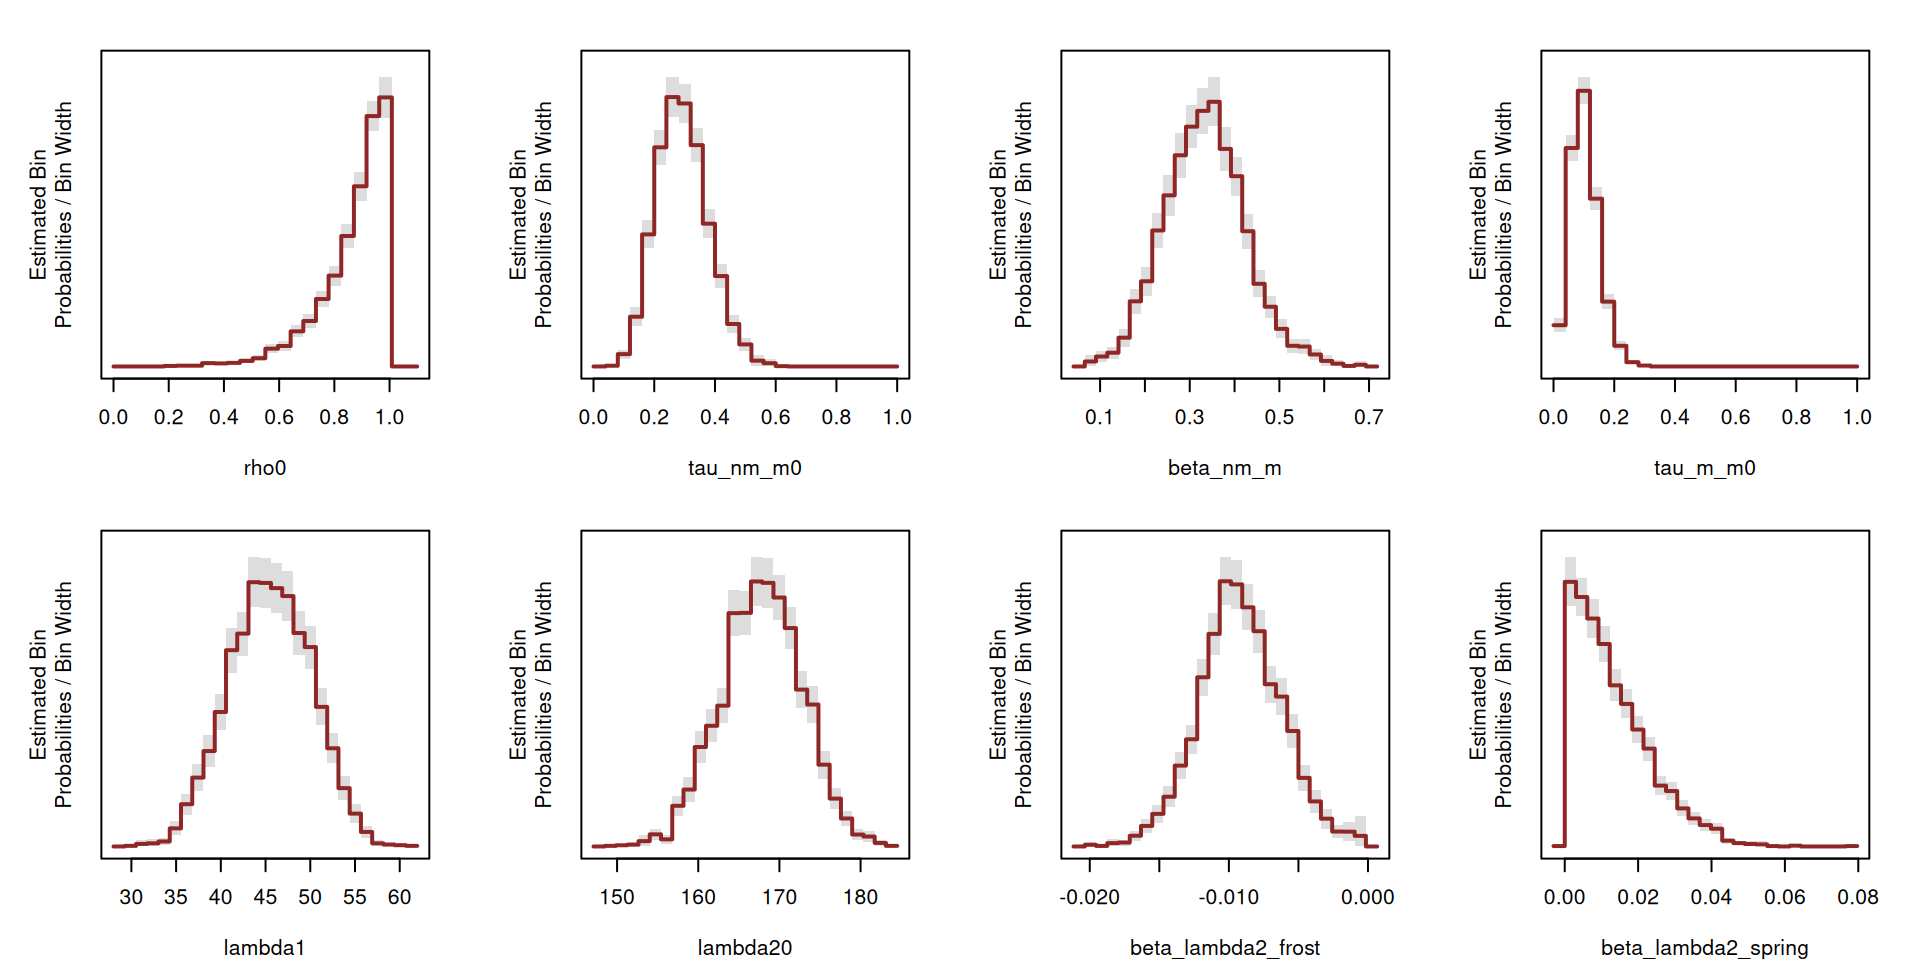 Estimated Bin
Probabilities / Bin Width
0.0 0.2 0.4 0.6 0.8 1.0
rho0
Estimated Bin
Probabilities / Bin Width
0.0 0.2 0.4 0.6 0.8 1.0
tau_nm_m0
Estimated Bin
Probabilities / Bin Width
0.1 0.3 0.5 0.7
beta_nm_m
Estimated Bin
Probabilities / Bin Width
0.0 0.2 0.4 0.6 0.8 1.0
tau_m_m0
Estimated Bin
Probabilities / Bin Width
30 35 40 45 50 55 60
lambda1
Estimated Bin
Probabilities / Bin Width
150 160 170 180
lambda20
Estimated Bin
Probabilities / Bin Width
-0.020 -0.010 0.000
beta_lambda2_frost
Estimated Bin
Probabilities / Bin Width
0.00 0.02 0.04 0.06 0.08
beta_lambda2_spring